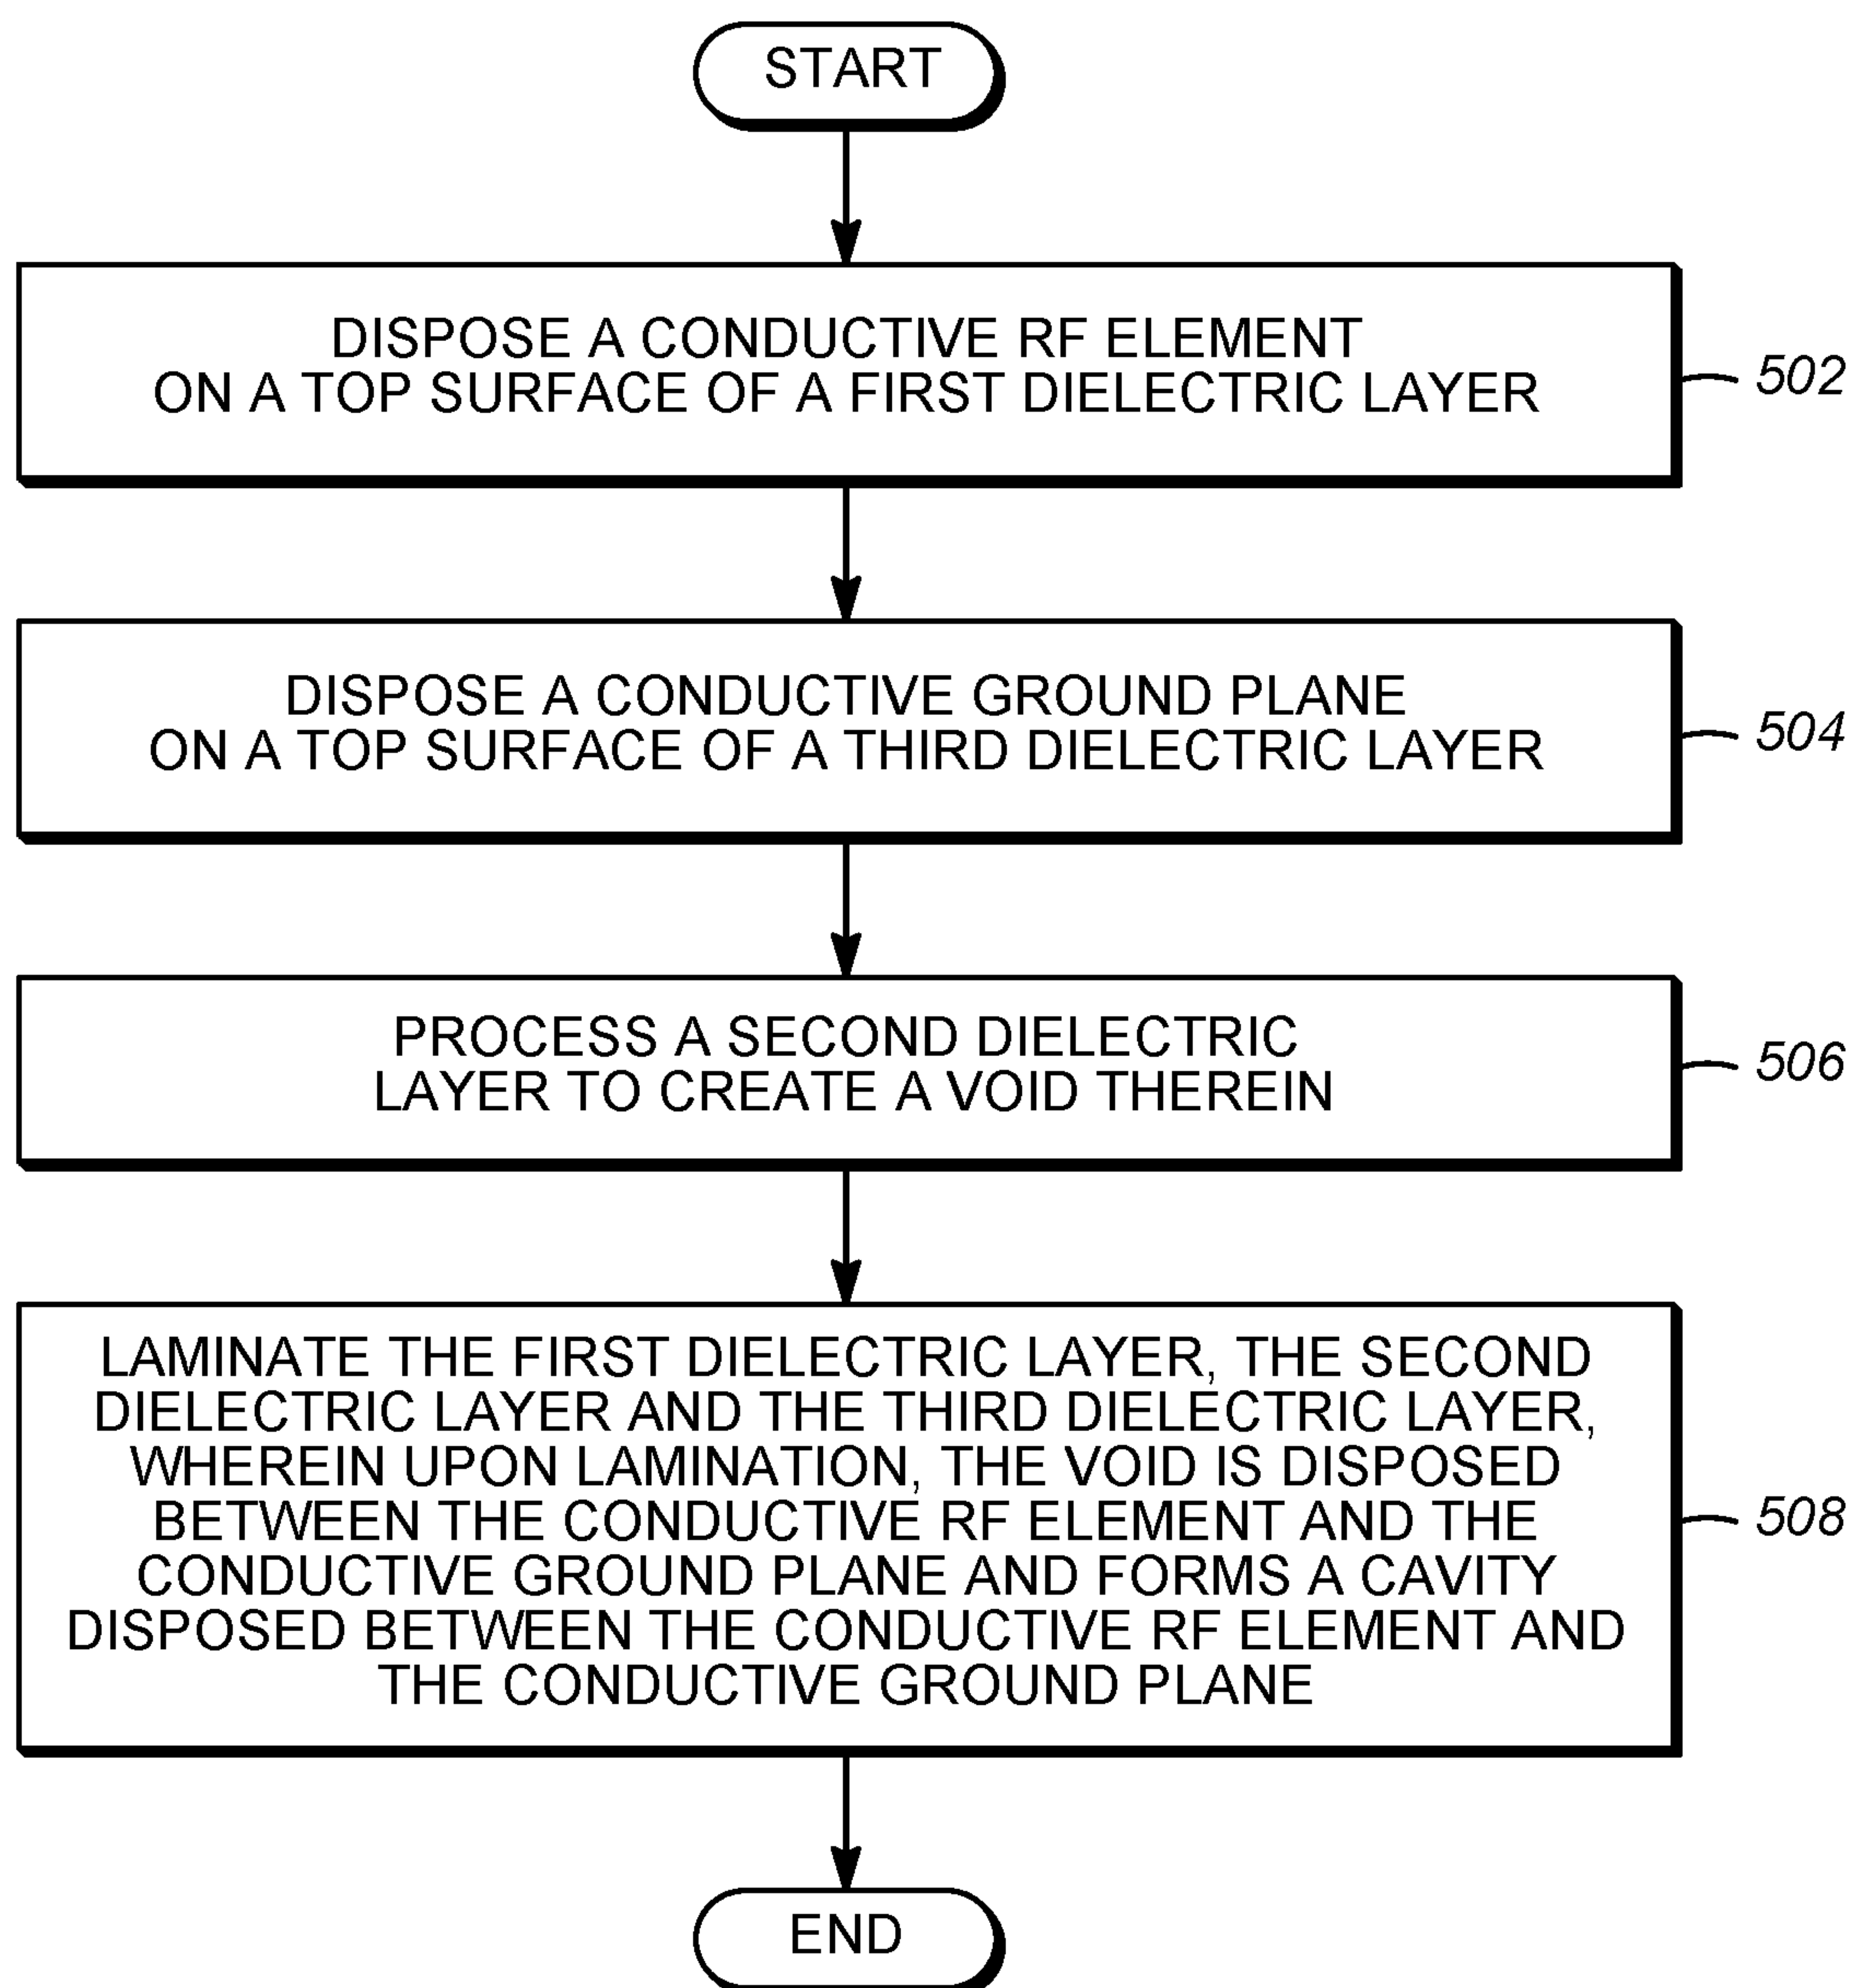 START
DISPOSE A CONDUCTIVE RF ELEMENT
ON A TOP SURFACE OF A FIRST DIELECTRIC LAYER
502
DISPOSE A CONDUCTIVE GROUND PLANE
ON A TOP SURFACE OF A THIRD DIELECTRIC LAYER
504
PROCESS A SECOND DIELECTRIC
LAYER TO CREATE A VOID THEREIN
506
LAMINATE THE FIRST DIELECTRIC LAYER, THE SECOND
DIELECTRIC LAYER AND THE THIRD DIELECTRIC LAYER,
WHEREIN UPON LAMINATION, THE VOID IS DISPOSED
BETWEEN THE CONDUCTIVE RF ELEMENT AND THE
CONDUCTIVE GROUND PLANE AND FORMS A CAVITY
DISPOSED BETWEEN THE CONDUCTIVE RF ELEMENT AND
THE CONDUCTIVE GROUND PLANE
508
END